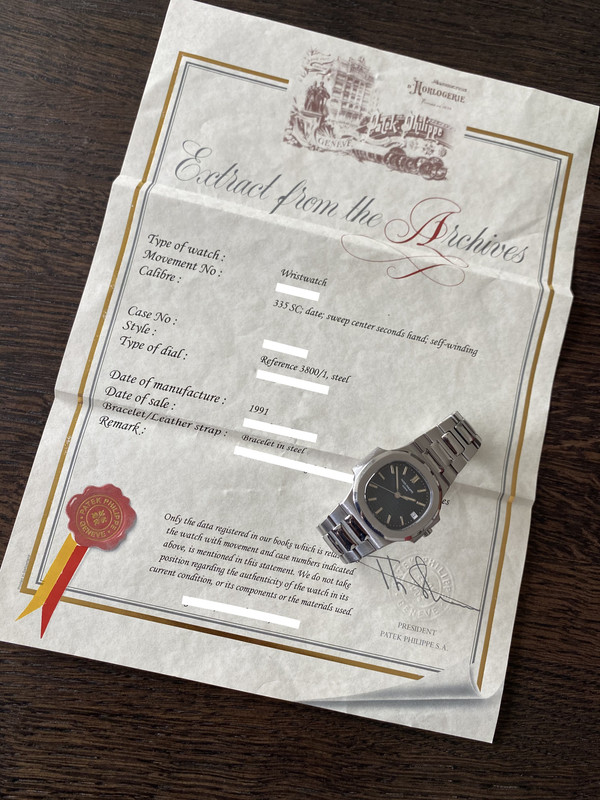 Manufacture
d'Horlogerie
Patek Philippe
GENEVE
Extract from the Archives
Type of watch :
Wristwatch
Movement No :
Calibre :
335 SC; date; sweep center seconds hand, self-winding
Case No :
Style :
Reference 3800/1, steel
Type of dial :
Date of manufacture :
1991
Date of sale :
Bracelet/Leather strap :
Bracelet in steel
Remark :
Only the data registered in our books which is
the watch with movement and case numbers indicated
above, is mentioned in this statement. We do not take
position regarding the authenticity of the watch in its
current condition, or its components or the materials used.
PATEK PHILIPPE
GENEVE
PRESIDENT
PATEK PHILIPPE S.A.